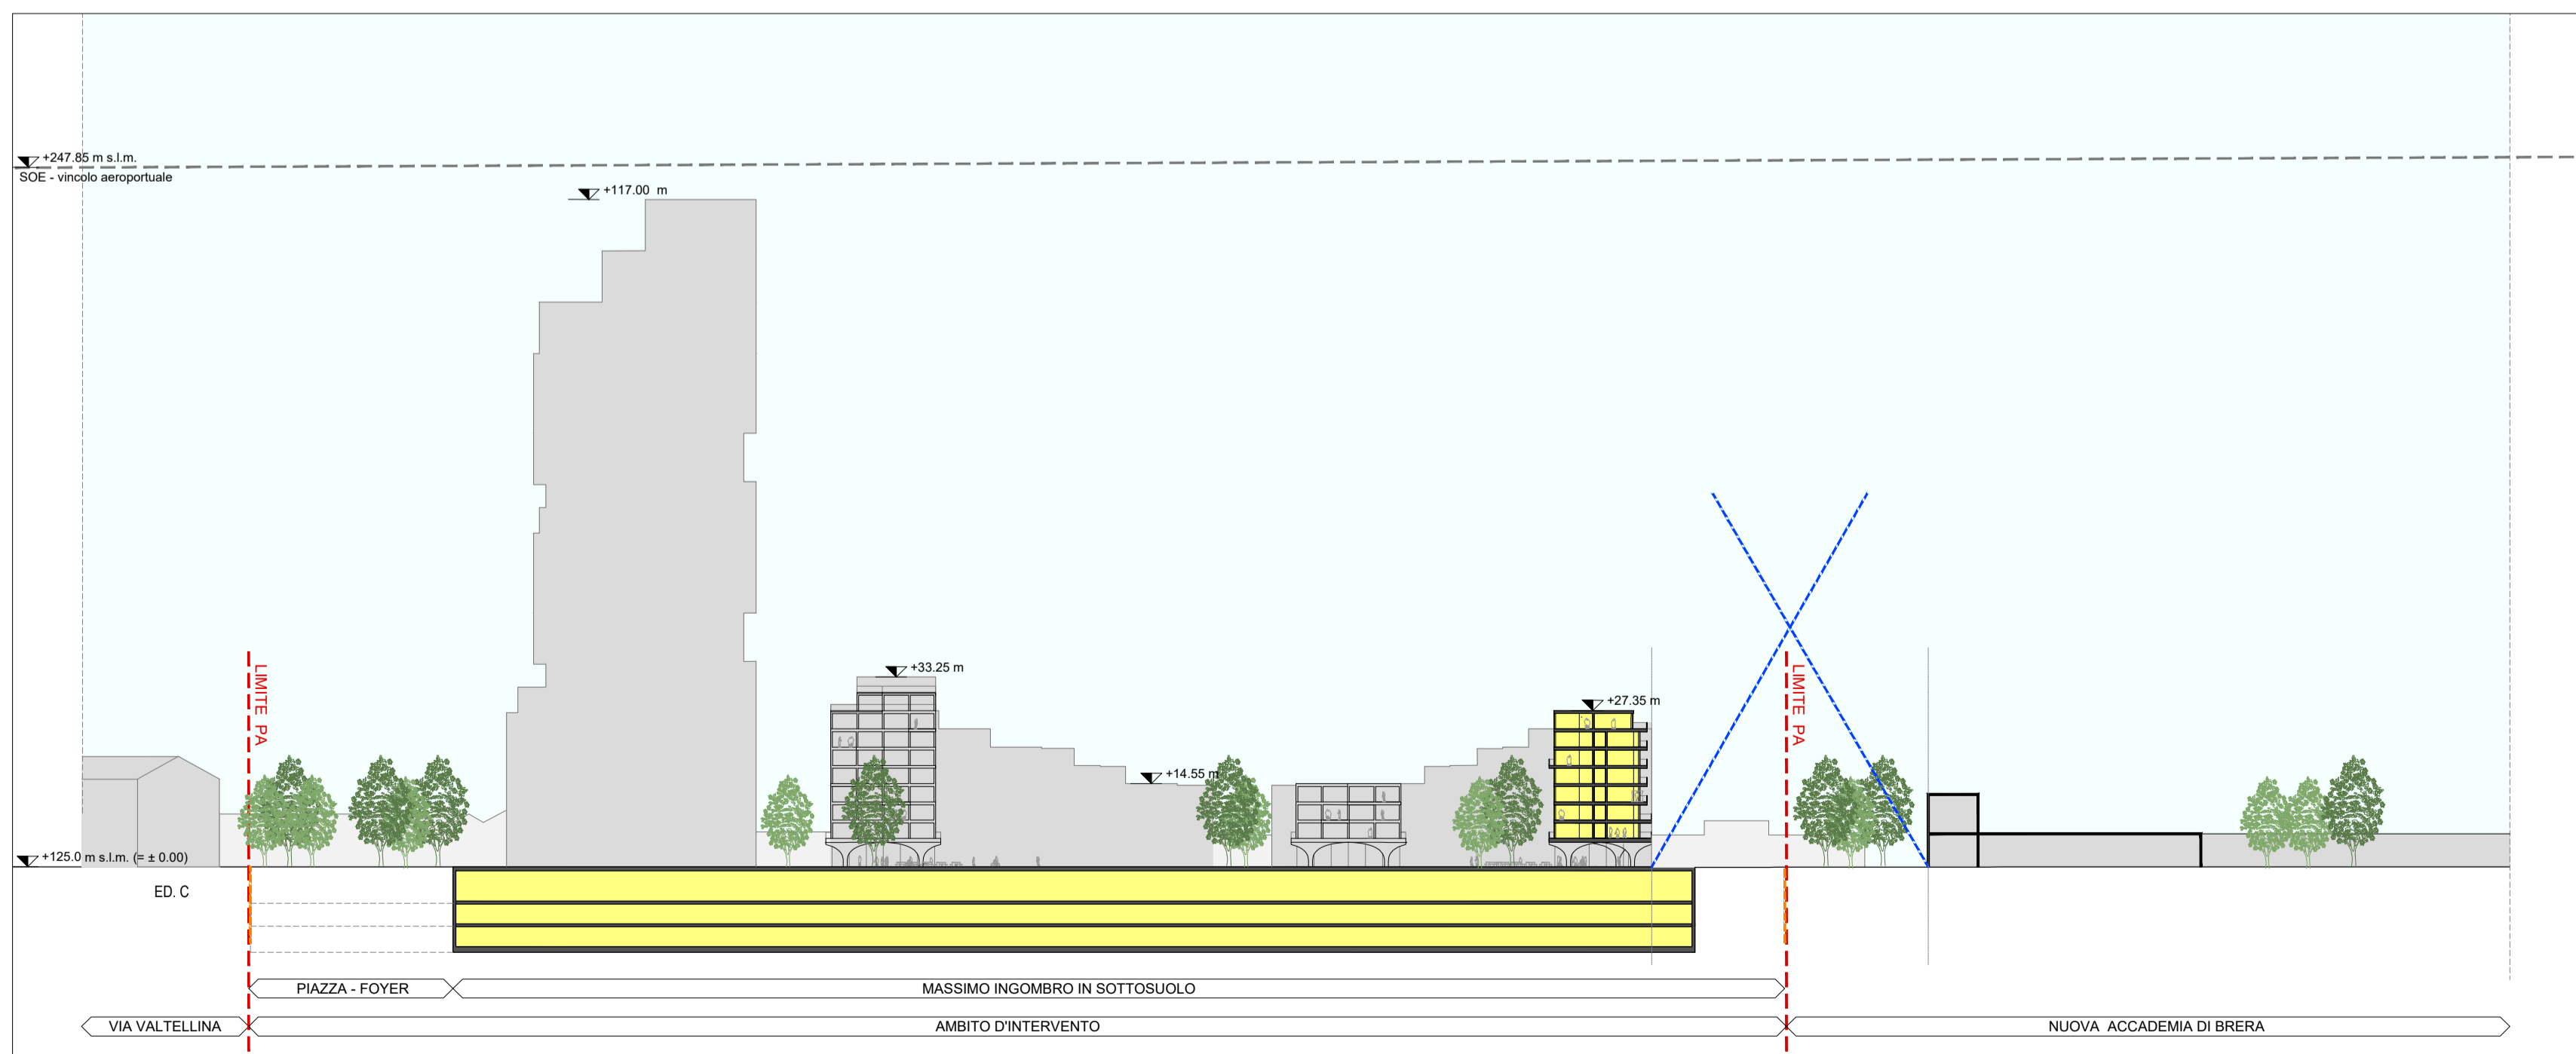 +247.85 m s.l.m.
SOE - vincolo aeroportuale
+117.00 m
LIMITE PA
+33.25 m
+14.55 m
+27.35 m
LIMITE PA
+125.0 m s.l.m. (= ± 0.00)
ED. C
PIAZZA - FOYER
MASSIMO INGOMBRO IN SOTTOSUOLO
VIA VALTELLINA
AMBITO D'INTERVENTO
NUOVA ACCADEMIA DI BRERA